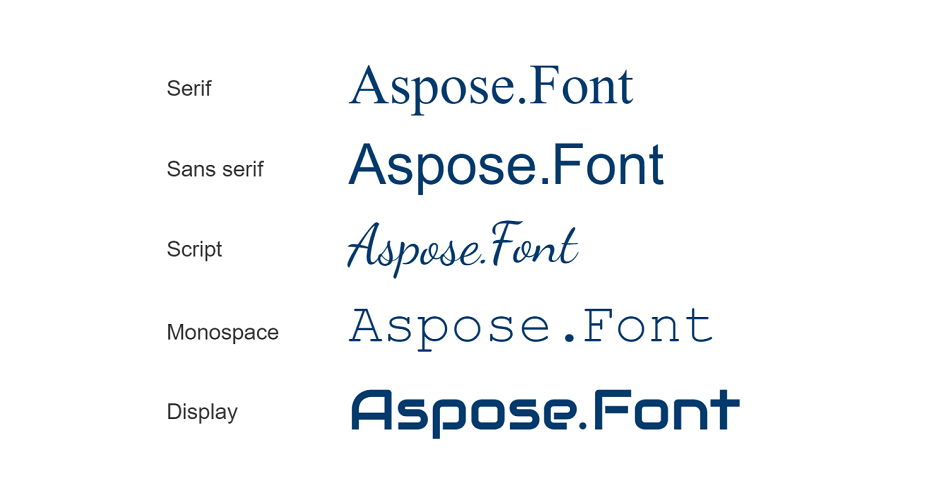 Serif Aspose.Font
Sans serif Aspose.Font
Script Aspose.Font
Monospace Aspose.Font
Display Aspose.Font